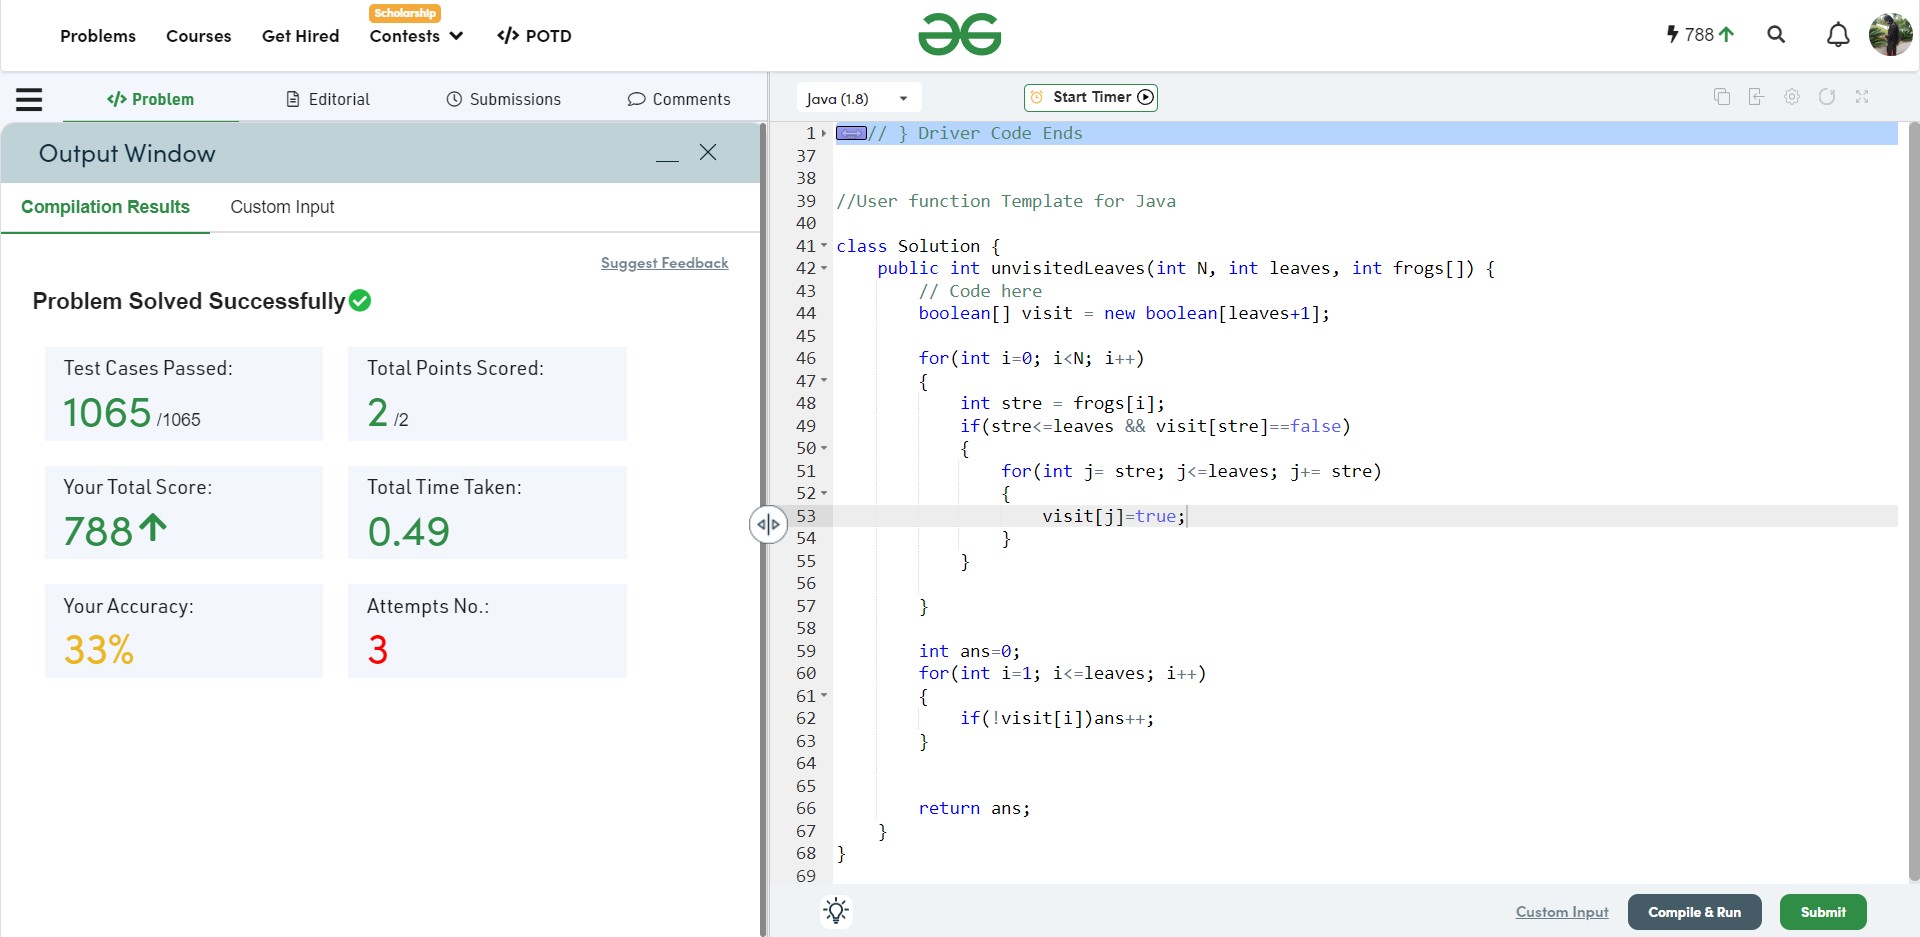 Problems Courses Get Hired Scholarship Contests </> POTD 788
</> Problem Editorial Submissions Comments
Output Window
Compilation Results Custom Input
Suggest Feedback
Problem Solved Successfully
Test Cases Passed: Total Points Scored:
1065 /1065 2 /2
Your Total Score: Total Time Taken:
788 0.49
Your Accuracy: Attempts No.:
33% 3
Java (1.8) Start Timer
1 // } Driver Code Ends
37
38
39 //User function Template for Java
40
41 class Solution {
42     public int unvisitedLeaves(int N, int leaves, int frogs[]) {
43         // Code here
44         boolean[] visit = new boolean[leaves+1];
45
46         for(int i=0; i<N; i++)
47         {
48             int stre = frogs[i];
49             if(stre<=leaves && visit[stre]==false)
50             {
51                 for(int j= stre; j<=leaves; j+= stre)
52                 {
53                     visit[j]=true;
54                 }
55             }
56
57         }
58
59         int ans=0;
60         for(int i=1; i<=leaves; i++)
61         {
62             if(!visit[i])ans++;
63         }
64
65
66         return ans;
67     }
68 }
69
Custom Input Compile & Run Submit